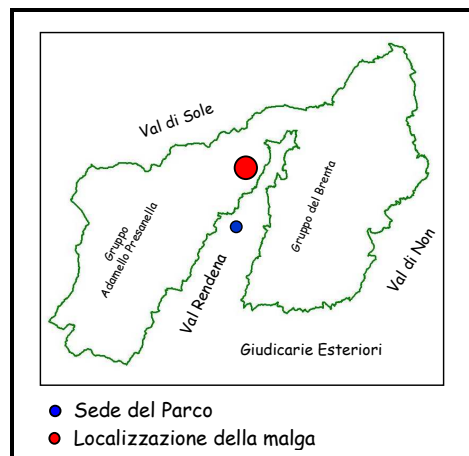 Val di Sole
Gruppo
Adamello Presanella
Val Rendena
Gruppo del Brenta
Val di Non
Giudicarie Esteriori
Sede del Parco
Localizzazione della malga